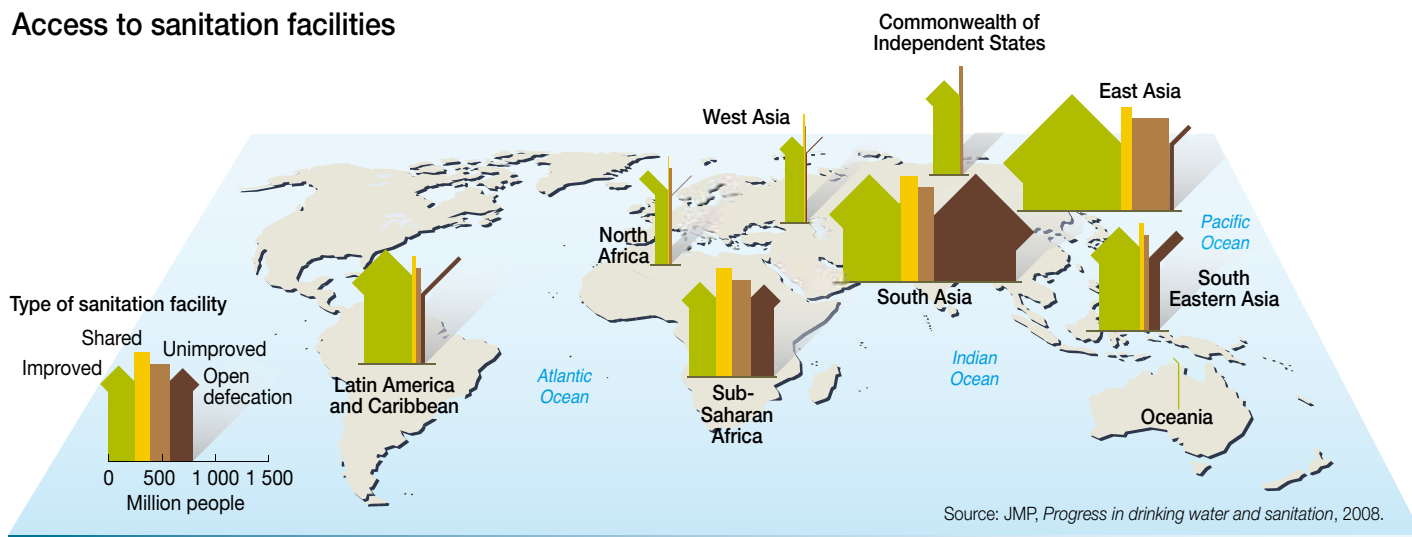 Access to sanitation facilities
Commonwealth of
Independent States
East Asia
West Asia
Pacific
Ocean
North
Africa
South
Eastern Asia
South Asia
Type of sanitation facility
Shared
Unimproved
Improved
Open
defecation
Indian
Ocean
Atlantic
Ocean
Latin America
and Caribbean
Sub-
Saharan
Africa
Oceania
0 500 1 000 1 500
Million people
Source: JMP, Progress in drinking water and sanitation, 2008.